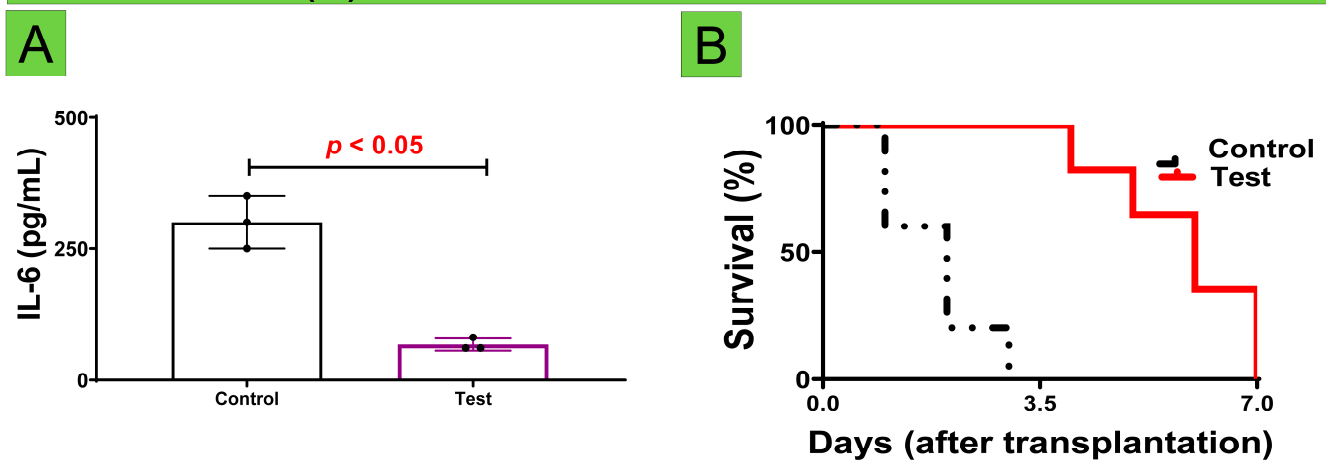 A
B
500
250
0
IL-6 (pg/mL)
p < 0.05
Control
Test
100
50
0
Survival (%)
Control
Test
0.0
3.5
7.0
Days (after transplantation)